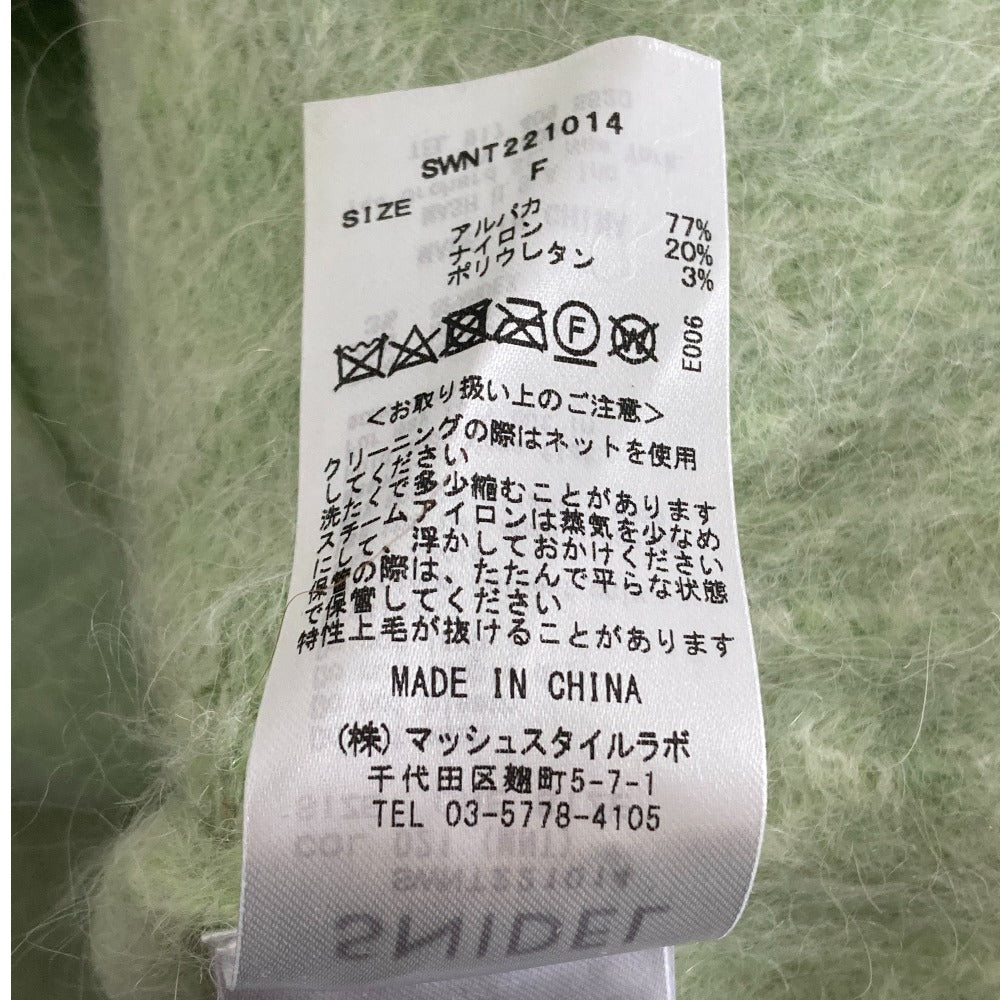 SWNT221014
SIZE F
アルパカ 77%
ナイロン 20%
ポリウレタン 3%
F W E006
<お取り扱い上のご注意>
クリーニングの際はネットを使用
してください
洗たくで多少縮むことがあります
スチームアイロンは蒸気を少なめ
にして、浮かしておかけください
保管の際は、たたんで平らな状態
で保管してください
特性上毛が抜けることがあります
MADE IN CHINA
(株)マッシュスタイルラボ
千代田区麹町5-7-1
TEL 03-5778-4105
SIZE
COL 021 (MNT)
SWNT221014
SNIDEL